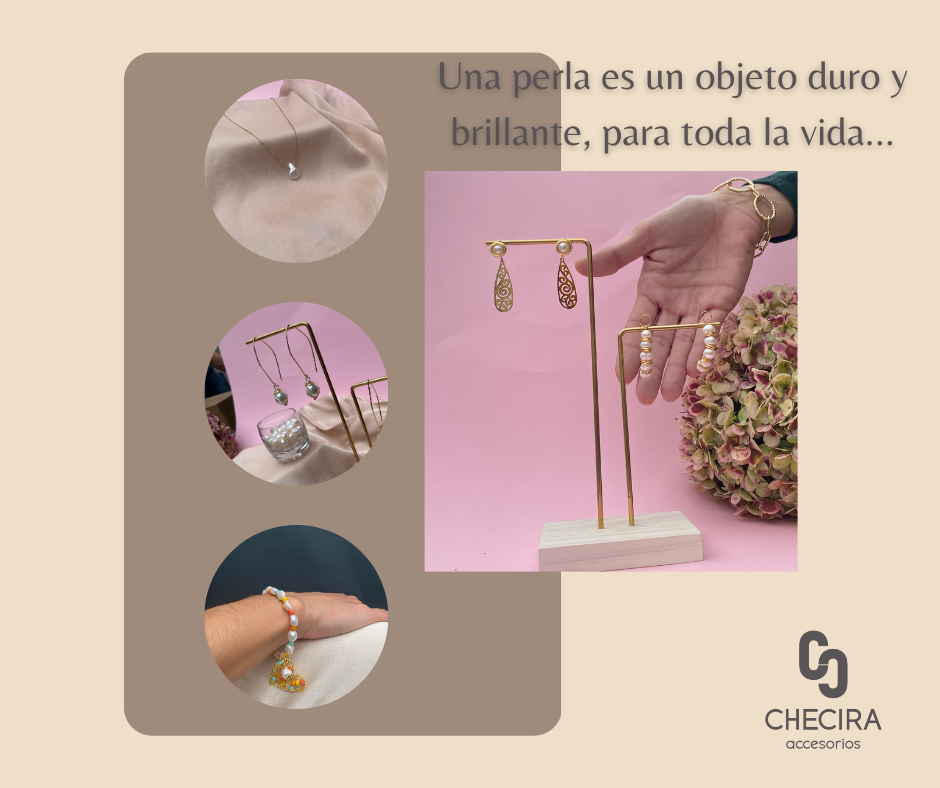 Una perla es un objeto duro y
brillante, para toda la vida...
CHECIRA
accesorios